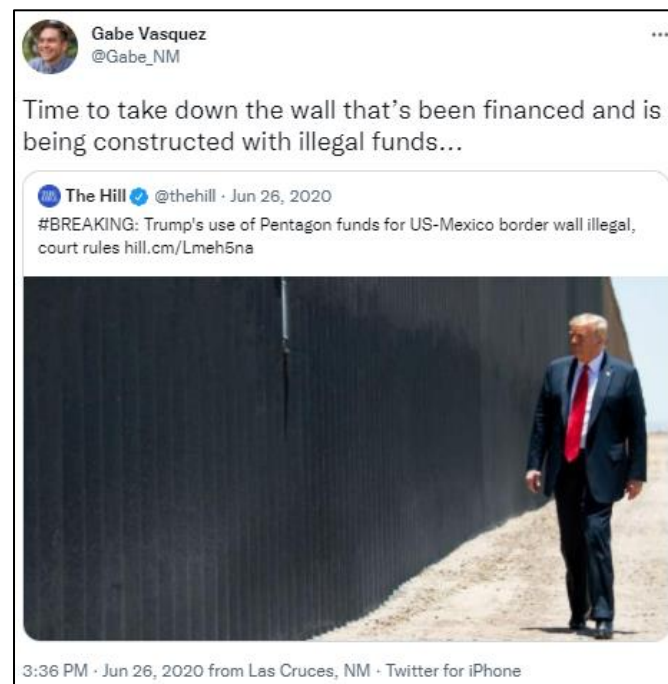 Gabe Vasquez
@Gabe_NM
Time to take down the wall that's been financed and is
being constructed with illegal funds...
The Hill @thehill · Jun 26, 2020
#BREAKING: Trump's use of Pentagon funds for US-Mexico border wall illegal,
court rules hill.cm/Lmeh5na
3:36 PM · Jun 26, 2020 from Las Cruces, NM · Twitter for iPhone